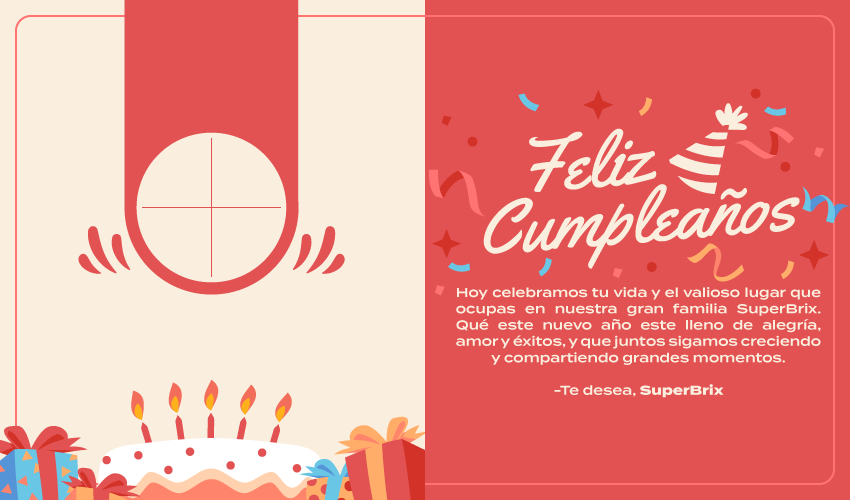 Feliz
Cumpleaños
Hoy celebramos tu vida y el valioso lugar que
ocupas en nuestra gran familia SuperBrix.
Qué este nuevo año este lleno de alegría,
amor y éxitos, y que juntos sigamos creciendo
y compartiendo grandes momentos.
-Te desea, SuperBrix